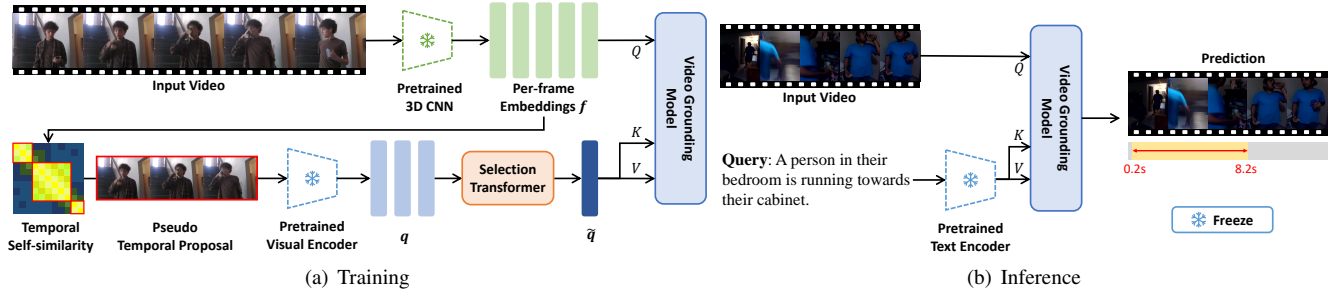 Input Video
Pretrained
3D CNN
Per-frame
Embeddings f
Q
K
V
Video Grounding
Model
Temporal
Self-similarity
Pseudo
Temporal Proposal
Pretrained
Visual Encoder
q
Selection
Transformer
q̃
(a) Training
Input Video
Query: A person in their
bedroom is running towards
their cabinet.
Pretrained
Text Encoder
Q
K
V
Video Grounding
Model
Prediction
0.2s
8.2s
Freeze
(b) Inference